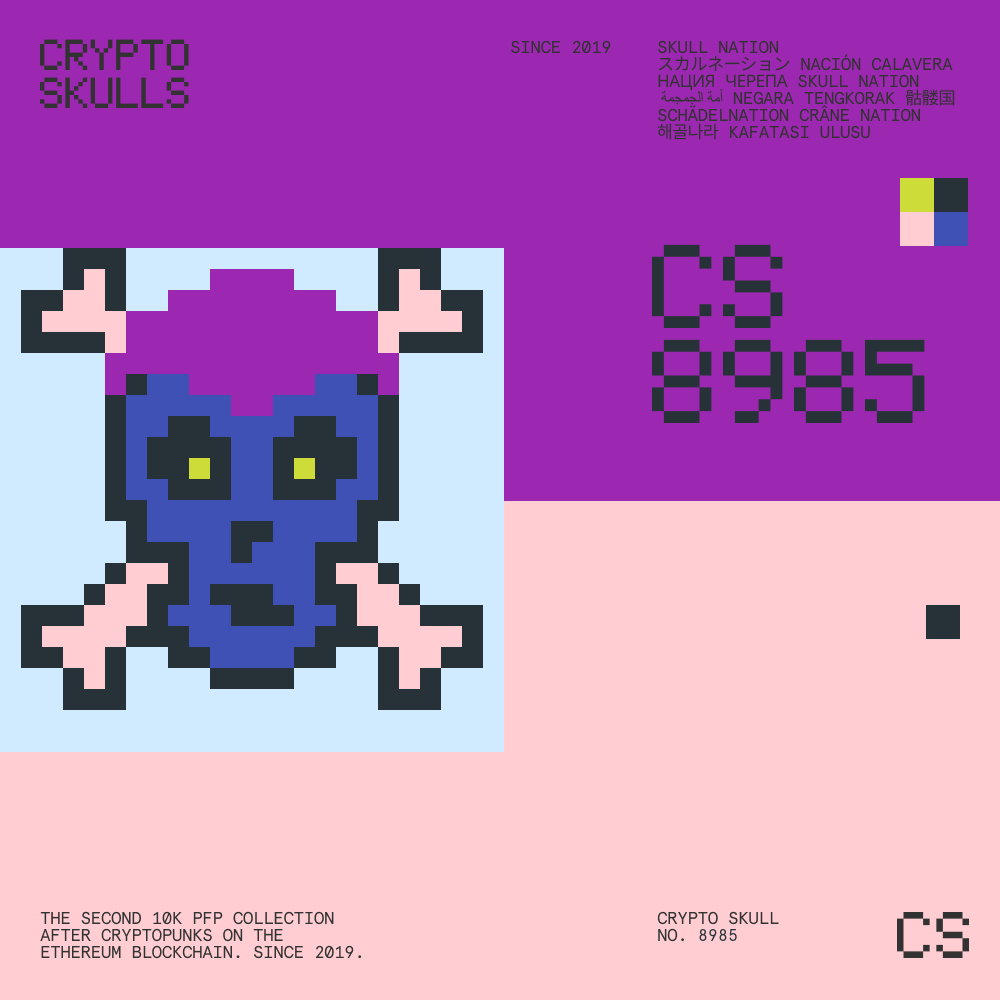 CRYPTO
SKULLS
SINCE 2019
SKULL NATION
スカルネーション NACIÓN CALAVERA
НАЦИЯ ЧЕРЕПА SKULL NATION
أمة الجمجمة NEGARA TENGKORAK 骷髅国
SCHÄDELNATION CRÂNE NATION
해골나라 KAFATASI ULUSU
CS
8985
THE SECOND 10K PFP COLLECTION
AFTER CRYPTOPUNKS ON THE
ETHEREUM BLOCKCHAIN. SINCE 2019.
CRYPTO SKULL
NO. 8985
CS